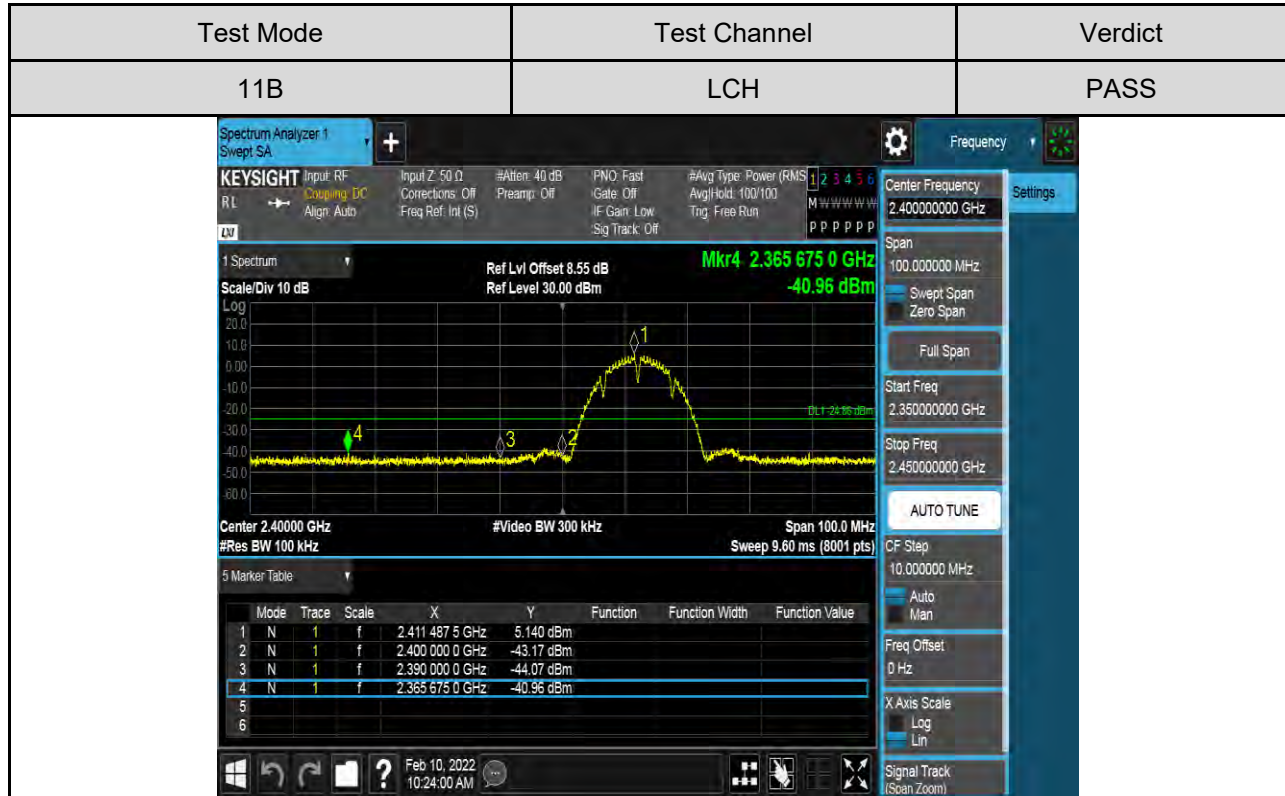 Test Mode Test Channel Verdict
11B LCH PASS
Spectrum Analyzer 1
Swept SA
+
Frequency
KEYSIGHT Input: RF Input Z: 50 Ω #Atten: 40 dB PNO: Fast #Avg Type: Power (RMS 1 2 3 4 5 6
RL Coupling: DC Corrections: Off Preamp: Off Gate: Off Avg|Hold: 100/100 M W W W W W
Align: Auto Freq Ref: Int (S) IF Gain: Low Trig: Free Run
LXI Sig Track: Off P P P P P P
Center Frequency
2.400000000 GHz
Settings
Span
100.000000 MHz
Swept Span
Zero Span
Full Span
Start Freq
2.350000000 GHz
Stop Freq
2.450000000 GHz
AUTO TUNE
CF Step
10.000000 MHz
Auto
Man
Freq Offset
0 Hz
X Axis Scale
Log
Lin
Signal Track
(Span Zoom)
1 Spectrum
Ref Lvl Offset 8.55 dB Mkr4 2.365 675 0 GHz
Scale/Div 10 dB Ref Level 30.00 dBm -40.96 dBm
Log
20.0
10.0
0.00
-10.0
-20.0
-30.0
-40.0
-50.0
-60.0
1
2
3
4
DL1 -24.86 dBm
Center 2.40000 GHz #Video BW 300 kHz Span 100.0 MHz
#Res BW 100 kHz Sweep 9.60 ms (8001 pts)
5 Marker Table
Mode Trace Scale X Y Function Function Width Function Value
1 N 1 f 2.411 487 5 GHz 5.140 dBm
2 N 1 f 2.400 000 0 GHz -43.17 dBm
3 N 1 f 2.390 000 0 GHz -44.07 dBm
4 N 1 f 2.365 675 0 GHz -40.96 dBm
5
6
?
Feb 10, 2022
10:24:00 AM